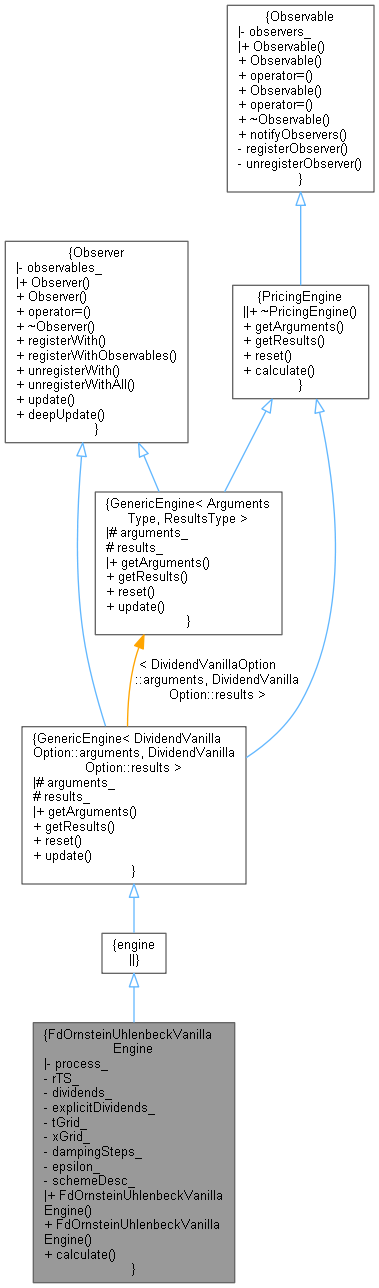 {Observable
|- observers_
|+ Observable()
+ Observable()
+ operator=()
+ Observable()
+ operator=()
+ ~Observable()
+ notifyObservers()
- registerObserver()
- unregisterObserver()
}
{Observer
|- observables_
|+ Observer()
+ Observer()
+ operator=()
+ ~Observer()
+ registerWith()
+ registerWithObservables()
+ unregisterWith()
+ unregisterWithAll()
+ update()
+ deepUpdate()
}
{PricingEngine
||+ ~PricingEngine()
+ getArguments()
+ getResults()
+ reset()
+ calculate()
}
{GenericEngine< Arguments
Type, ResultsType >
|# arguments_
# results_
|+ getArguments()
+ getResults()
+ reset()
+ update()
}
< DividendVanillaOption
::arguments, DividendVanilla
Option::results >
{GenericEngine< DividendVanilla
Option::arguments, DividendVanilla
Option::results >
|# arguments_
# results_
|+ getArguments()
+ getResults()
+ reset()
+ update()
}
{engine
||}
{FdOrnsteinUhlenbeckVanilla
Engine
|- process_
- rTS_
- dividends_
- explicitDividends_
- tGrid_
- xGrid_
- dampingSteps_
- epsilon_
- schemeDesc_
|+ FdOrnsteinUhlenbeckVanilla
Engine()
+ FdOrnsteinUhlenbeckVanilla
Engine()
+ calculate()
}